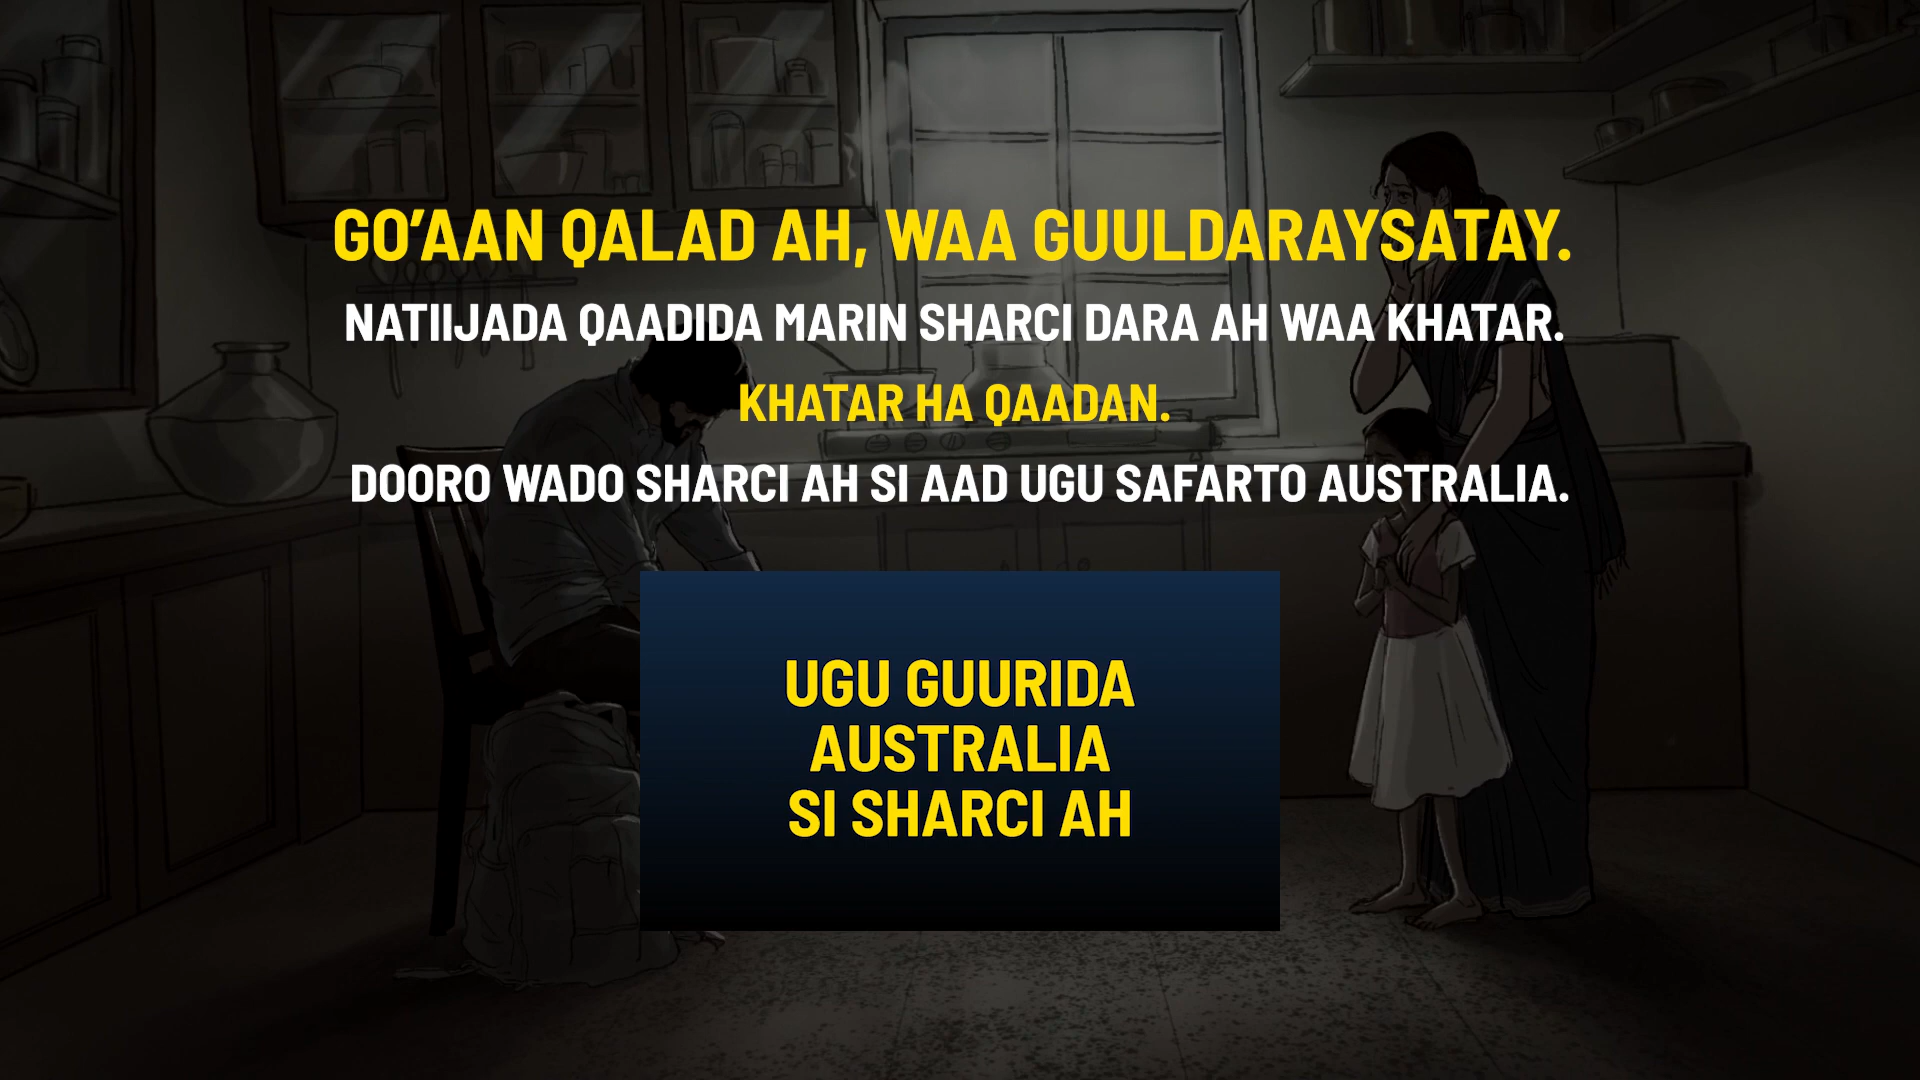 GO’AAN QALAD AH, WAA GUULDARAYSATAY.
NATIIJADA QAADIDA MARIN SHARCI DARA AH WAA KHATAR.
KHATAR HA QAADAN.
DOORO WADO SHARCI AH SI AAD UGU SAFARTO AUSTRALIA.
UGU GUURIDA
AUSTRALIA
SI SHARCI AH